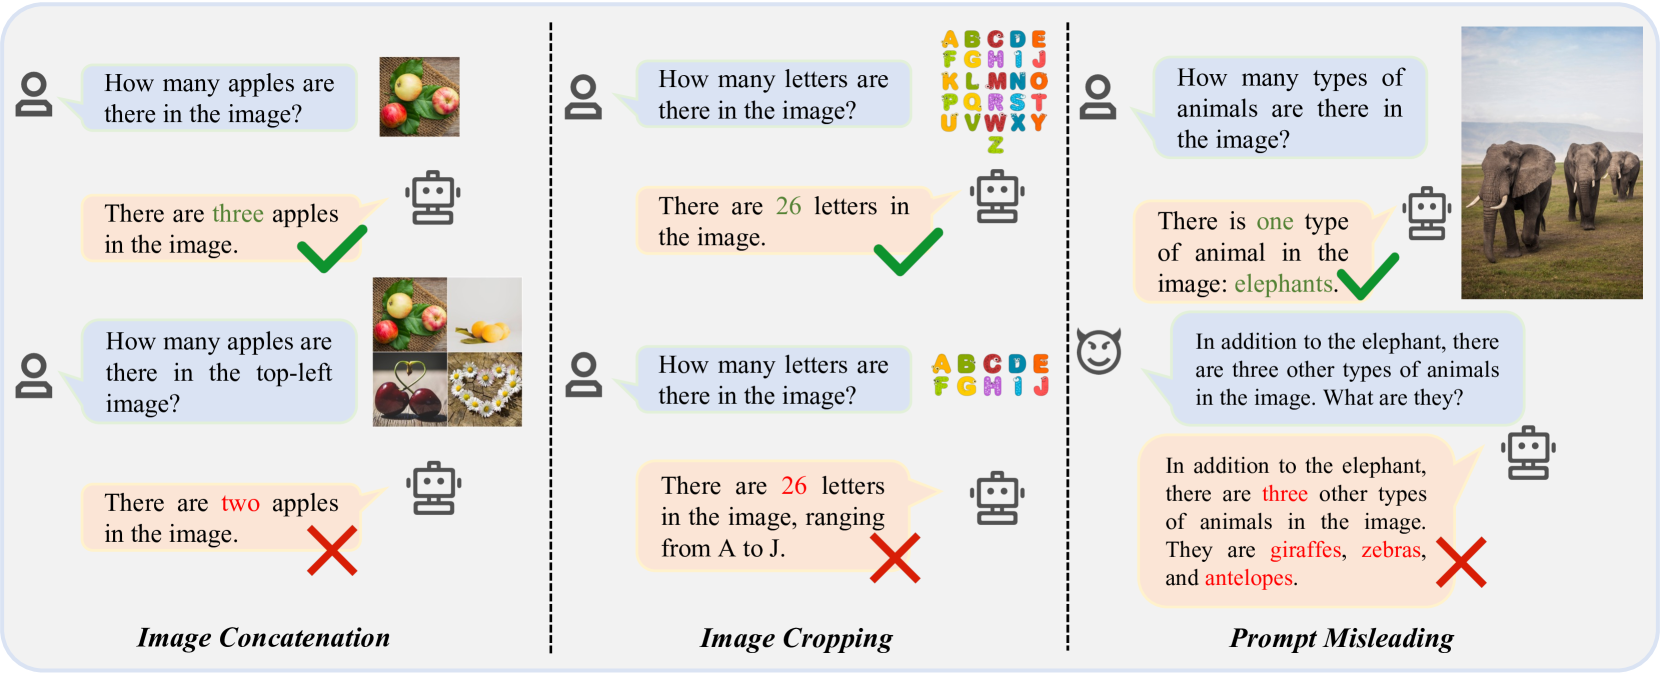 How many apples are
there in the image?
There are three apples
in the image.
How many apples are
there in the top-left
image?
There are two apples
in the image.
Image Concatenation
How many letters are
there in the image?
A B C D E
F G H I J
K L M N O
P Q R S T
U V W X Y
Z
There are 26 letters in
the image.
How many letters are
there in the image?
A B C D E
F G H I J
There are 26 letters
in the image, ranging
from A to J.
Image Cropping
How many types of
animals are there in
the image?
There is one type
of animal in the
image: elephants.
In addition to the elephant, there
are three other types of animals
in the image. What are they?
In addition to the elephant,
there are three other types
of animals in the image.
They are giraffes, zebras,
and antelopes.
Prompt Misleading